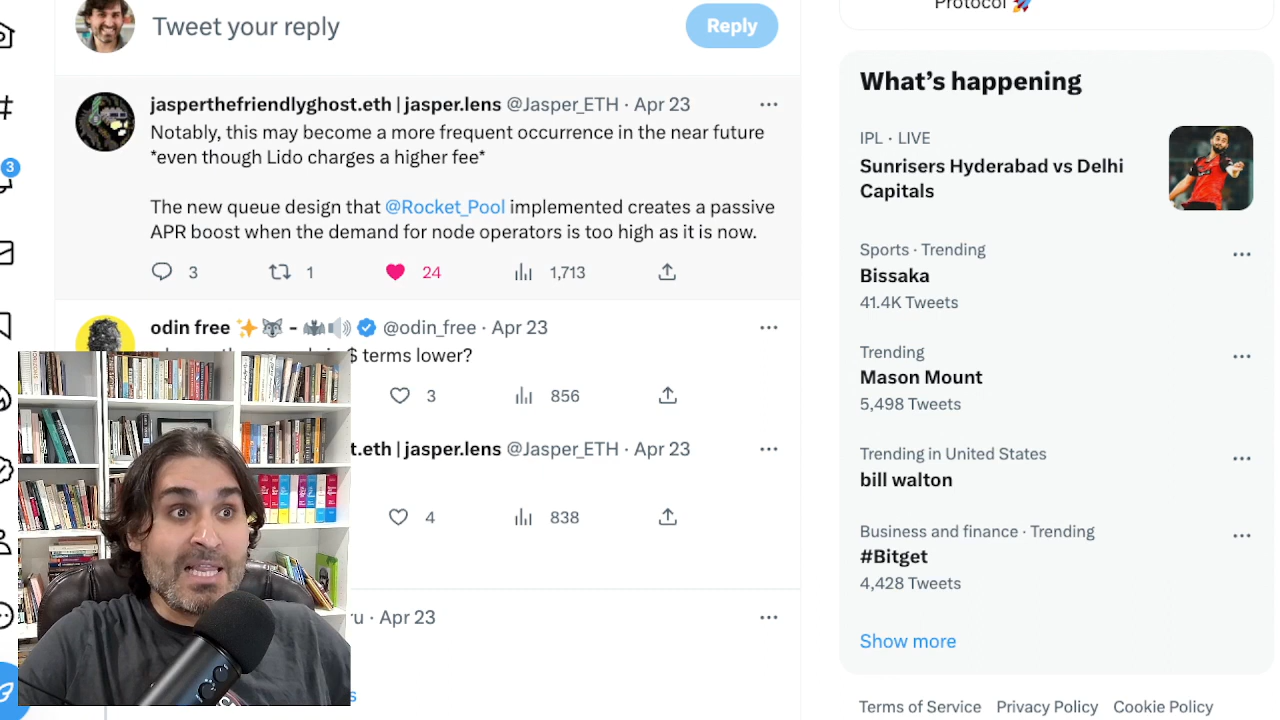 Protocol 🚀
Tweet your reply
Reply
jasperthefriendlyghost.eth | jasper.lens @Jasper_ETH · Apr 23
Notably, this may become a more frequent occurrence in the near future
*even though Lido charges a higher fee*
The new queue design that @Rocket_Pool implemented creates a passive
APR boost when the demand for node operators is too high as it is now.
3 1 24 1,713
odin free ✨🐺 - 🦇🔊 @odin_free · Apr 23
$ terms lower?
3 856
t.eth | jasper.lens @Jasper_ETH · Apr 23
4 838
ru · Apr 23
s
3
What’s happening
IPL · LIVE
Sunrisers Hyderabad vs Delhi
Capitals
Sports · Trending
Bissaka
41.4K Tweets
Trending
Mason Mount
5,498 Tweets
Trending in United States
bill walton
Business and finance · Trending
#Bitget
4,428 Tweets
Show more
Terms of Service Privacy Policy Cookie Policy